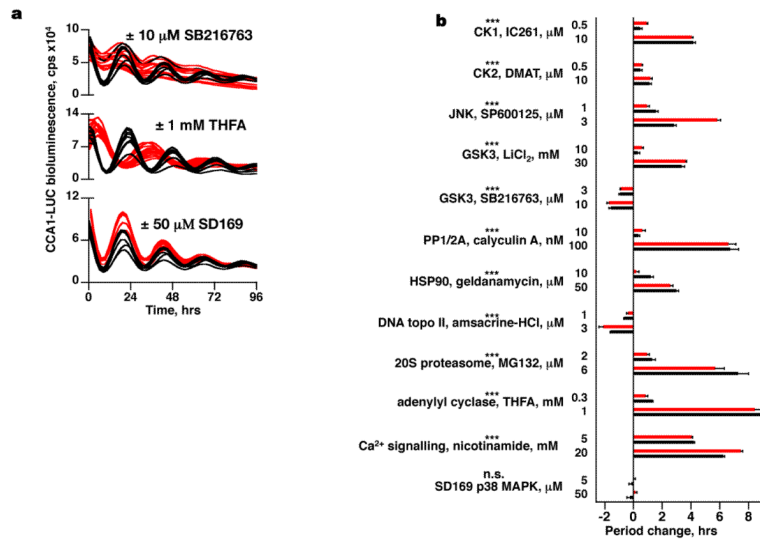 a
CCA1-LUC bioluminescence, cps x10⁴
± 10 μM SB216763
10
5
0
± 1 mM THFA
14
7
0
± 50 μM SD169
12
6
0
0 24 48 72 96
Time, hrs
b
***
CK1, IC261, μM
0.5
10
***
CK2, DMAT, μM
0.5
10
***
JNK, SP600125, μM
1
3
***
GSK3, LiCl₂, mM
10
30
***
GSK3, SB216763, μM
3
10
***
PP1/2A, calyculin A, nM
10
100
***
HSP90, geldanamycin, μM
10
50
***
DNA topo II, amsacrine-HCl, μM
1
3
***
20S proteasome, MG132, μM
2
6
***
adenylyl cyclase, THFA, mM
0.3
1
***
Ca²⁺ signalling, nicotinamide, mM
5
20
n.s.
SD169 p38 MAPK, μM
5
50
-2 0 2 4 6 8
Period change, hrs